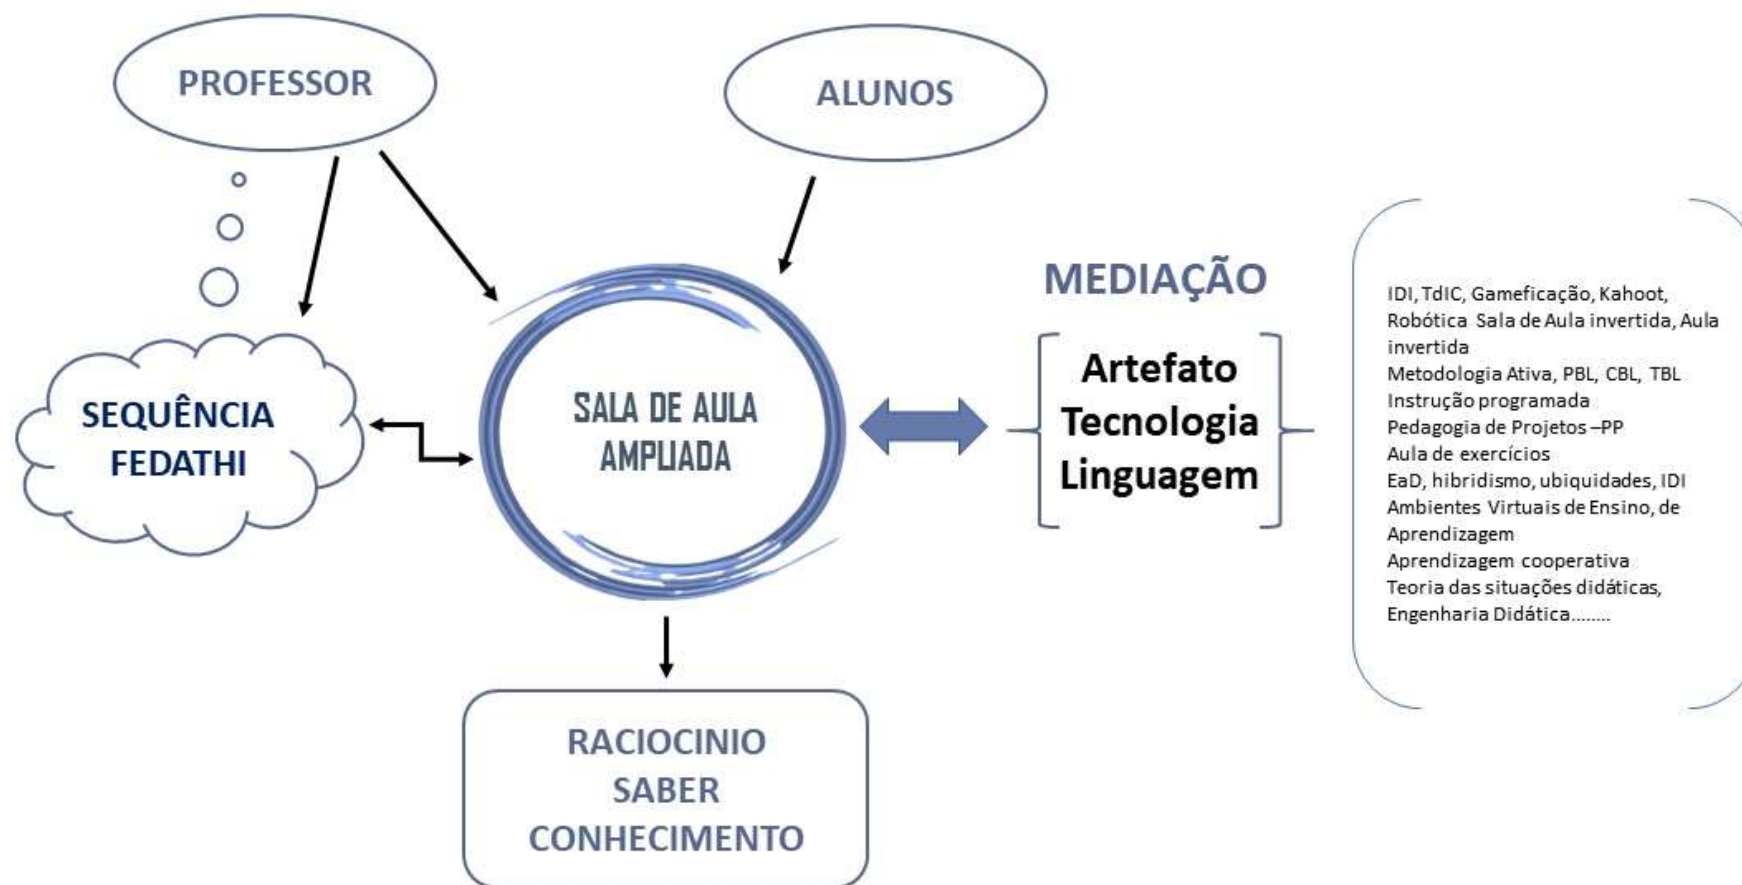 PROFESSOR
ALUNOS
SEQUÊNCIA
FEDATHI
SALA DE AULA
AMPLIADA
MEDIAÇÃO
Artefato
Tecnologia
Linguagem
IDI, TdIC, Gameficação, Kahoot,
Robótica Sala de Aula invertida, Aula
invertida
Metodologia Ativa, PBL, CBL, TBL
Instrução programada
Pedagogia de Projetos –PP
Aula de exercícios
EaD, hibridismo, ubiquidades, IDI
Ambientes Virtuais de Ensino, de
Aprendizagem
Aprendizagem cooperativa
Teoria das situações didáticas,
Engenharia Didática........
RACIOCINIO
SABER
CONHECIMENTO